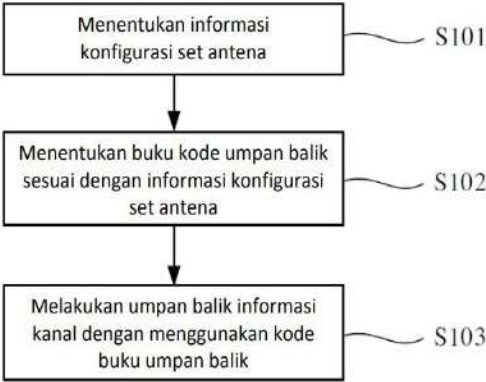 Menentukan informasi
konfigurasi set antena
S101
Menentukan buku kode umpan balik
sesuai dengan informasi konfigurasi
set antena
S102
Melakukan umpan balik informasi
kanal dengan menggunakan kode
buku umpan balik
S103